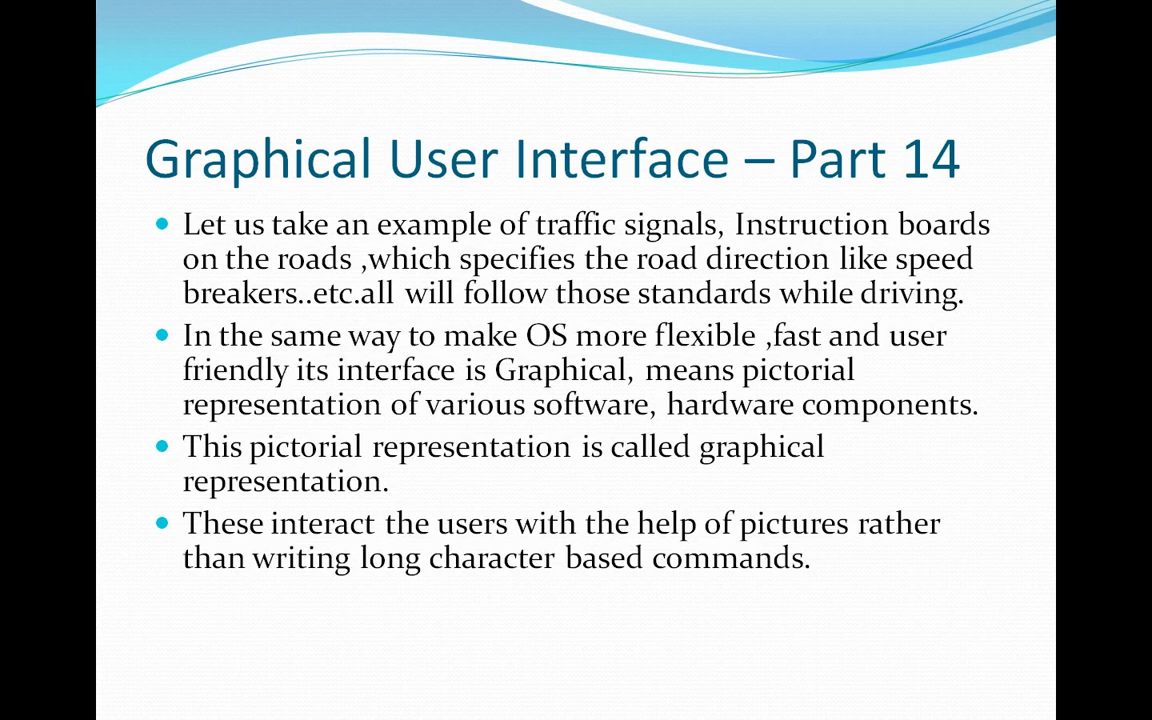 Graphical User Interface – Part 14
Let us take an example of traffic signals, Instruction boards
on the roads ,which specifies the road direction like speed
breakers..etc.all will follow those standards while driving.
In the same way to make OS more flexible ,fast and user
friendly its interface is Graphical, means pictorial
representation of various software, hardware components.
This pictorial representation is called graphical
representation.
These interact the users with the help of pictures rather
than writing long character based commands.